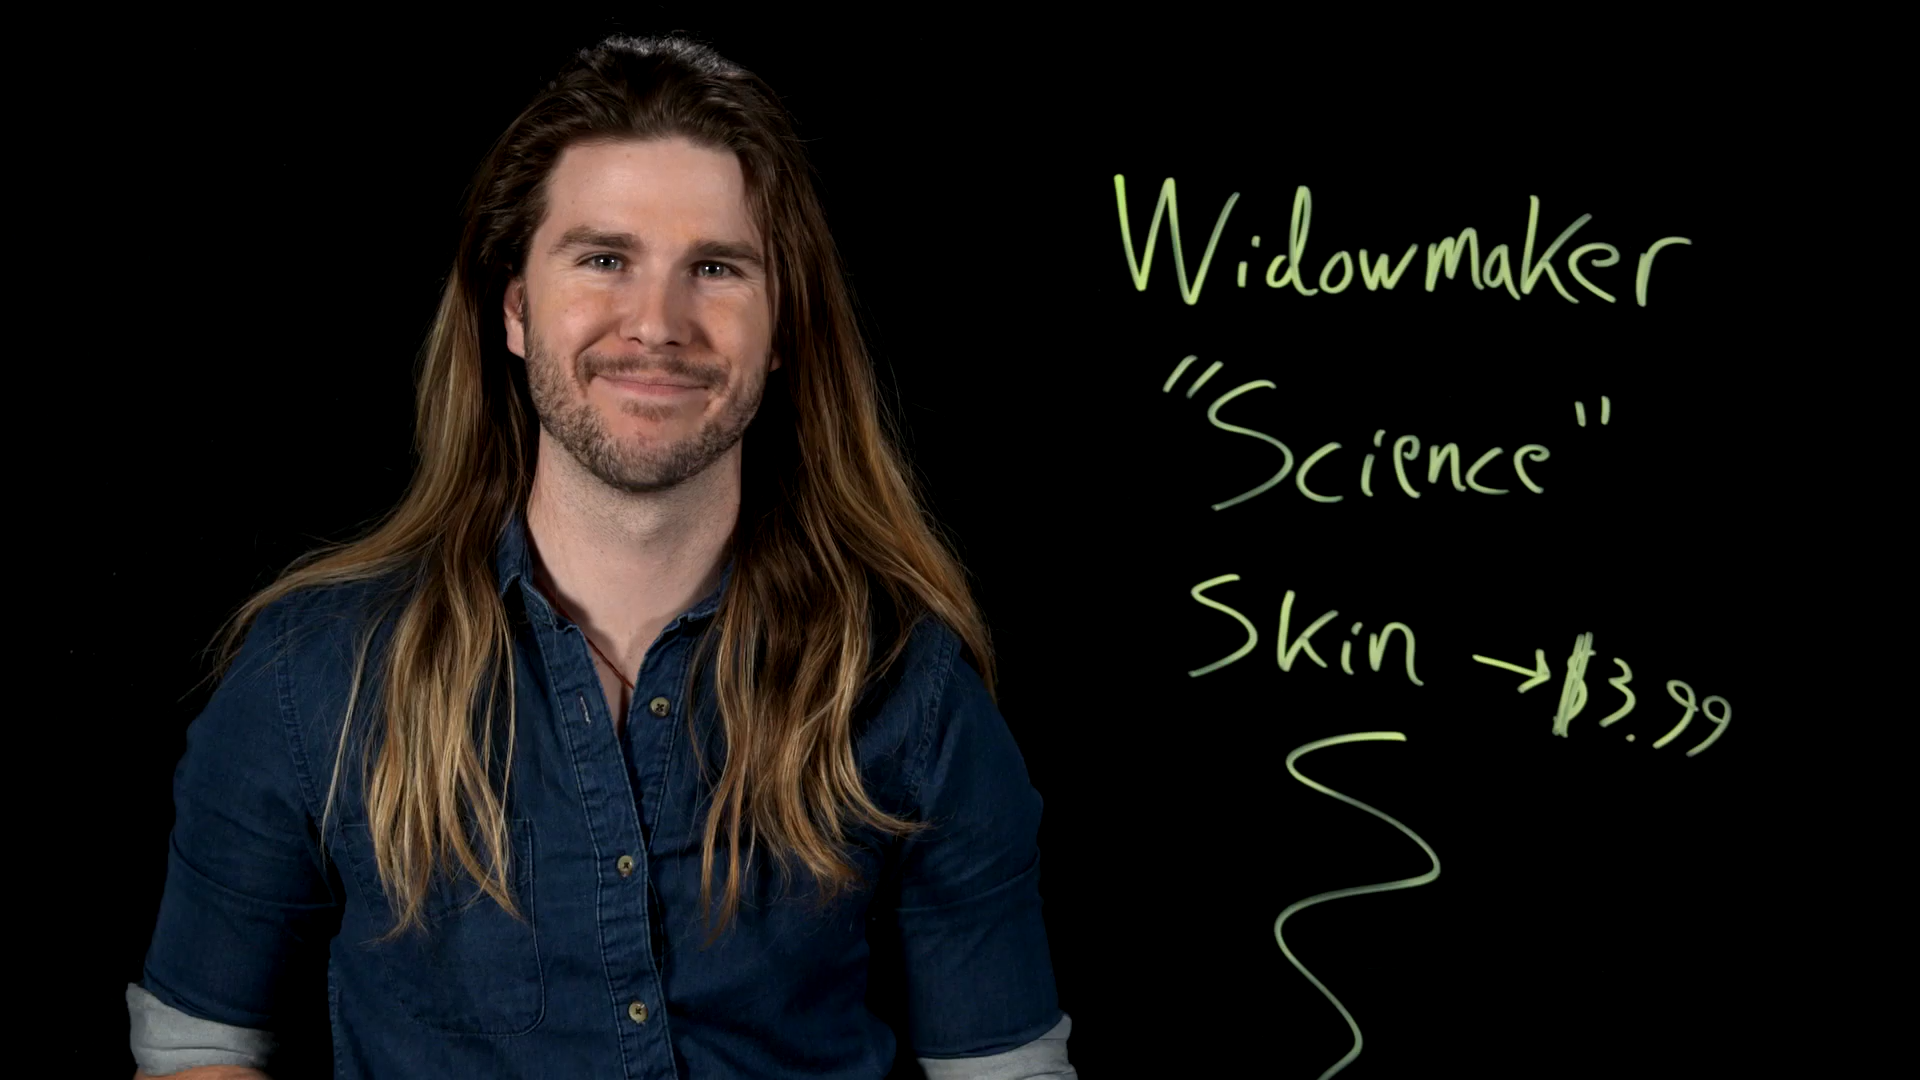 Widowmaker
"Science"
Skin → $3.99